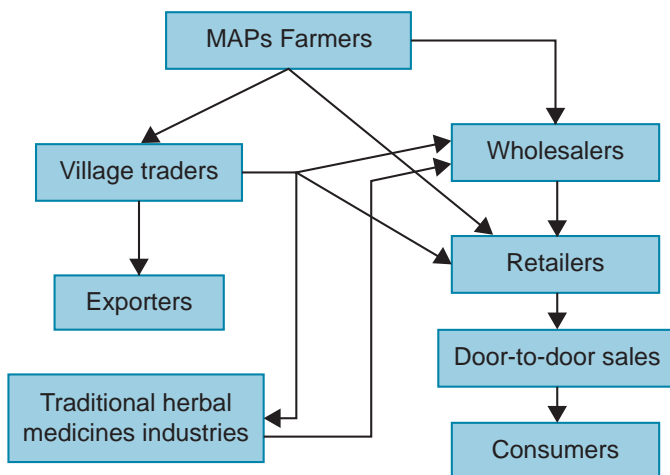 MAPs Farmers
Village traders
Wholesalers
Exporters
Retailers
Door-to-door sales
Traditional herbal
medicines industries
Consumers